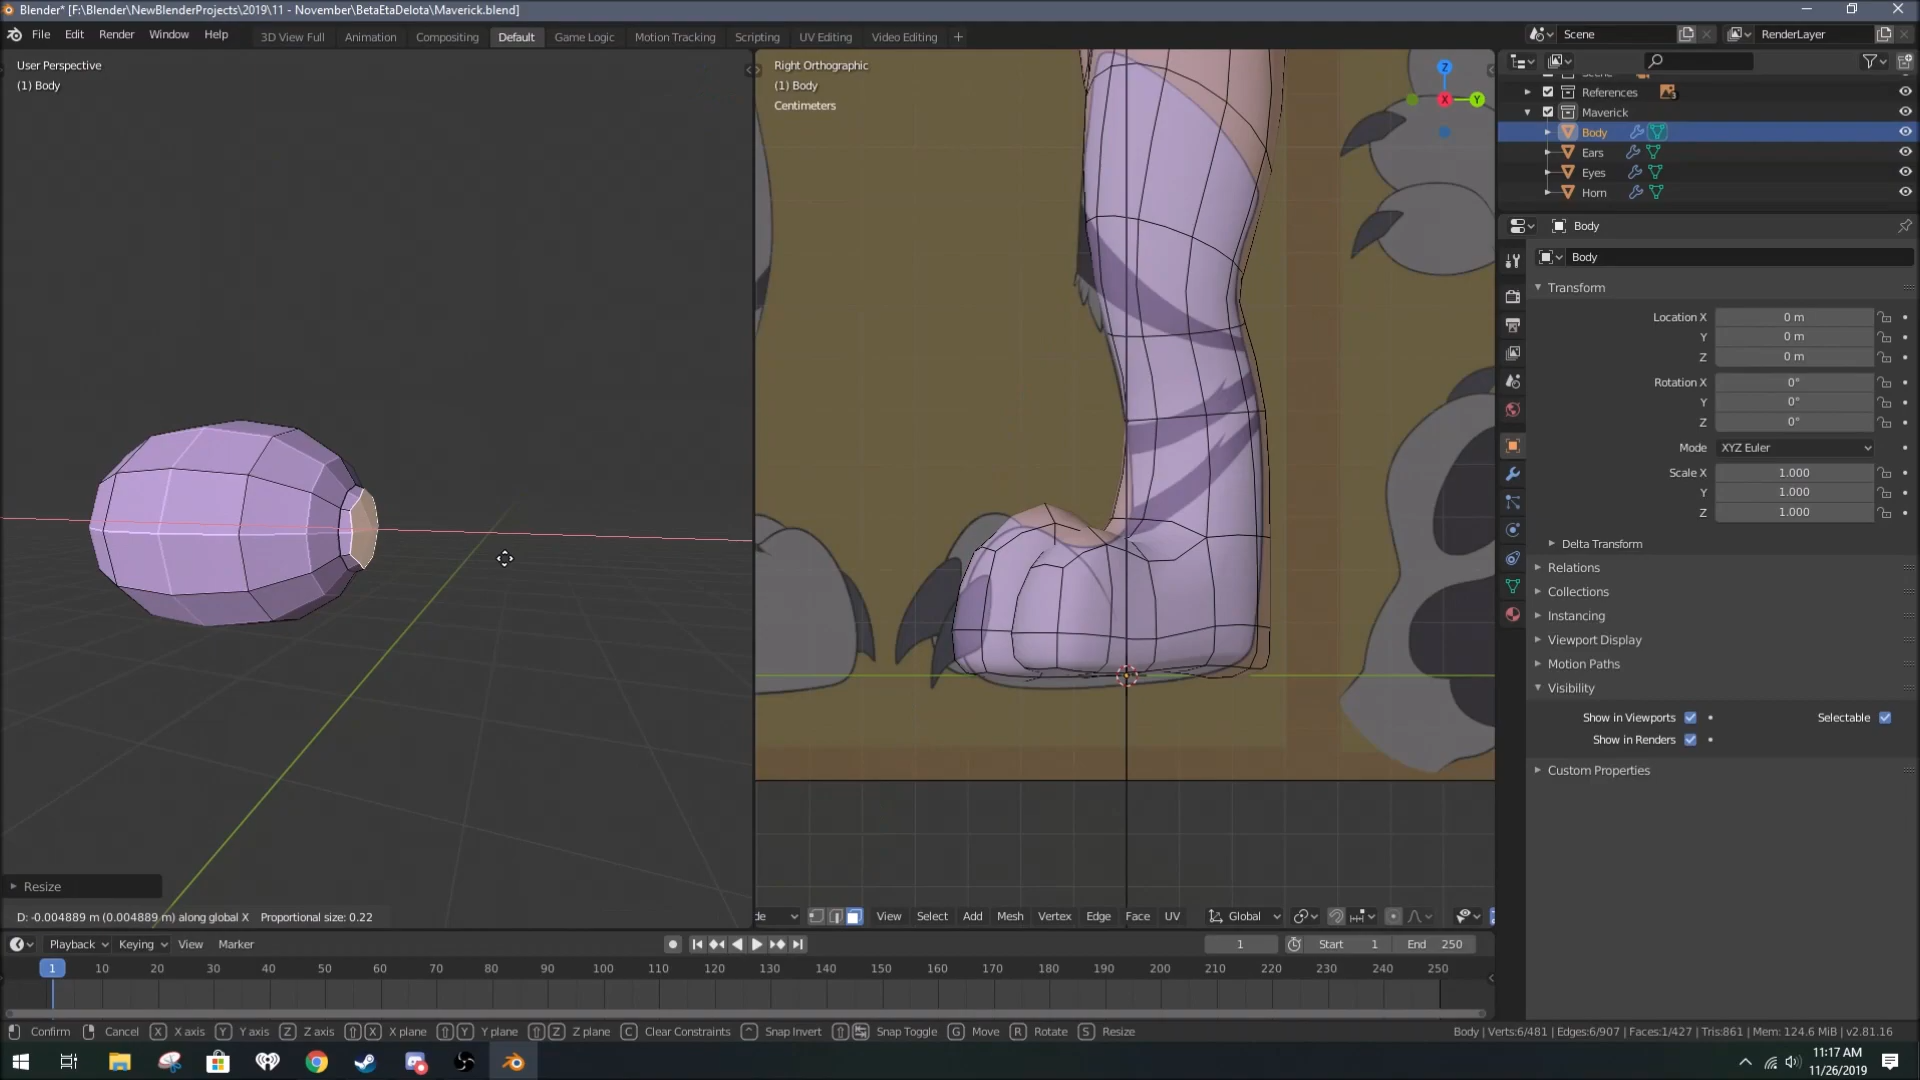 Blender* [F:\Blender\NewBlenderProjects\2019\11 - November\BetaEtaDelota\Maverick.blend]
File Edit Render Window Help 3D View Full Animation Compositing Default Game Logic Motion Tracking Scripting UV Editing Video Editing + Scene RenderLayer
User Perspective
(1) Body
Right Orthographic
(1) Body
Centimeters
Z
X
Y
References
Maverick
Body
Ears
Eyes
Horn
Body
Body
Transform
Location X 0 m
Y 0 m
Z 0 m
Rotation X 0°
Y 0°
Z 0°
Mode XYZ Euler
Scale X 1.000
Y 1.000
Z 1.000
Delta Transform
Relations
Collections
Instancing
Viewport Display
Motion Paths
Visibility
Show in Viewports Selectable
Show in Renders
Custom Properties
Resize
D: -0.004889 m (0.004889 m) along global X Proportional size: 0.22
de View Select Add Mesh Vertex Edge Face UV Global
Playback Keying View Marker 1 Start 1 End 250
1 10 20 30 40 50 60 70 80 90 100 110 120 130 140 150 160 170 180 190 200 210 220 230 240 250
Confirm Cancel X X axis Y Y axis Z Z axis X X plane Y Y plane Z Z plane C Clear Constraints ^ Snap Invert Snap Toggle G Move R Rotate S Resize Body | Verts:6/481 | Edges:6/907 | Faces:1/427 | Tris:861 | Mem: 124.6 MiB | v2.81.16
11:17 AM
11/26/2019